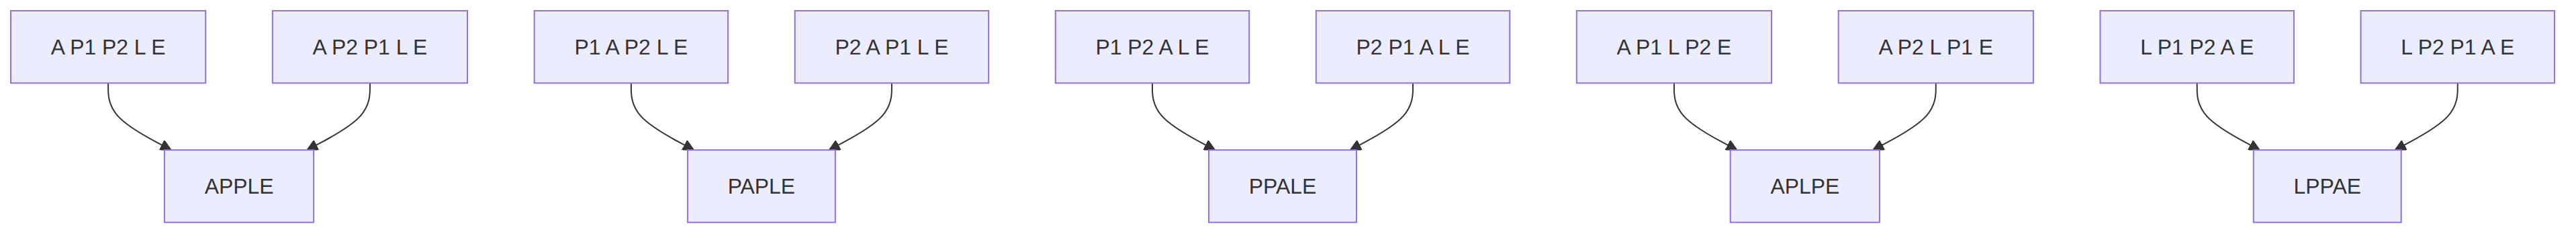 A P1 P2 L E
A P2 P1 L E
P1 A P2 L E
P2 A P1 L E
P1 P2 A L E
P2 P1 A L E
A P1 L P2 E
A P2 L P1 E
L P1 P2 A E
L P2 P1 A E
APPLE
PAPLE
PPALE
APLPE
LPPAE